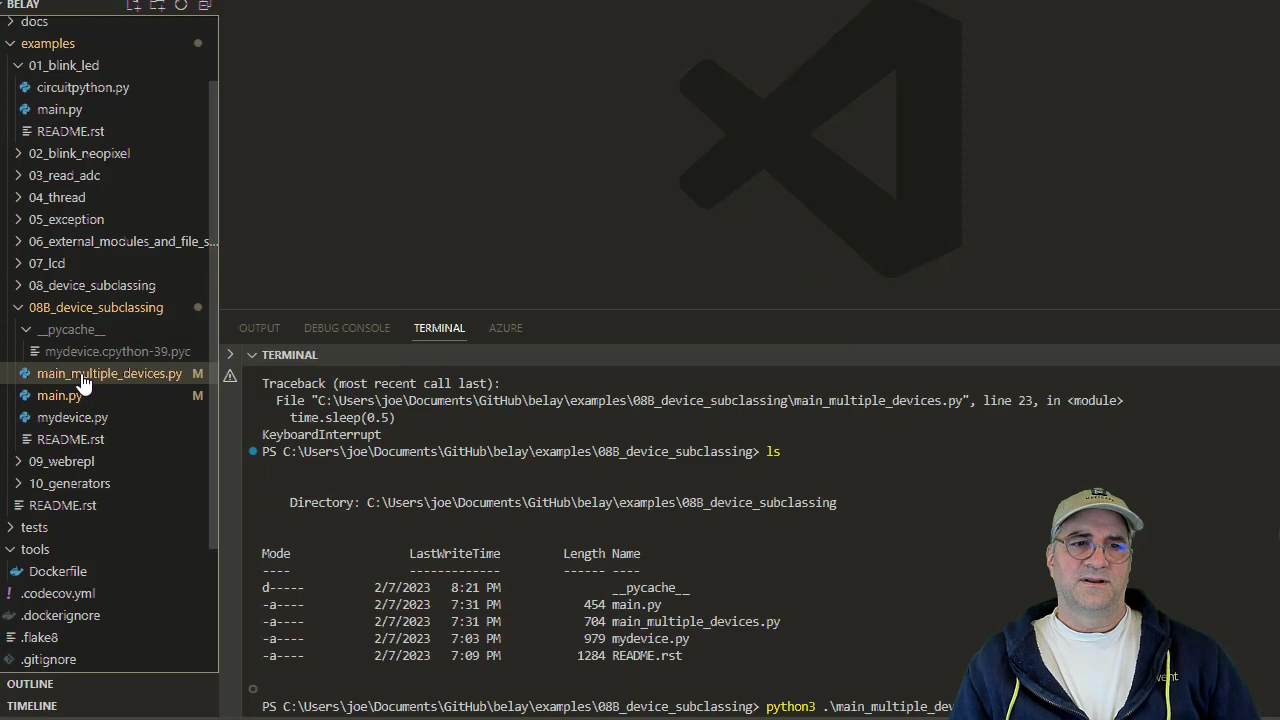 BELAY
docs
examples
01_blink_led
circuitpython.py
main.py
README.rst
02_blink_neopixel
03_read_adc
04_thread
05_exception
06_external_modules_and_file_s...
07_lcd
08_device_subclassing
08B_device_subclassing
__pycache__
mydevice.cpython-39.pyc
main_multiple_devices.py M
main.py M
mydevice.py
README.rst
09_webrepl
10_generators
README.rst
tests
tools
Dockerfile
.codecov.yml
.dockerignore
.flake8
.gitignore
OUTLINE
TIMELINE
OUTPUT DEBUG CONSOLE TERMINAL AZURE
TERMINAL
Traceback (most recent call last):
File "C:\Users\joe\Documents\GitHub\belay\examples\08B_device_subclassing\main_multiple_devices.py", line 23, in <module>
time.sleep(0.5)
KeyboardInterrupt
PS C:\Users\joe\Documents\GitHub\belay\examples\08B_device_subclassing> ls
Directory: C:\Users\joe\Documents\GitHub\belay\examples\08B_device_subclassing
Mode LastWriteTime Length Name
---- ------------- ------ ----
d----- 2/7/2023 8:21 PM __pycache__
-a---- 2/7/2023 7:31 PM 454 main.py
-a---- 2/7/2023 7:31 PM 704 main_multiple_devices.py
-a---- 2/7/2023 7:03 PM 979 mydevice.py
-a---- 2/7/2023 7:09 PM 1284 README.rst
PS C:\Users\joe\Documents\GitHub\belay\examples\08B_device_subclassing> python3 .\main_multiple_dev